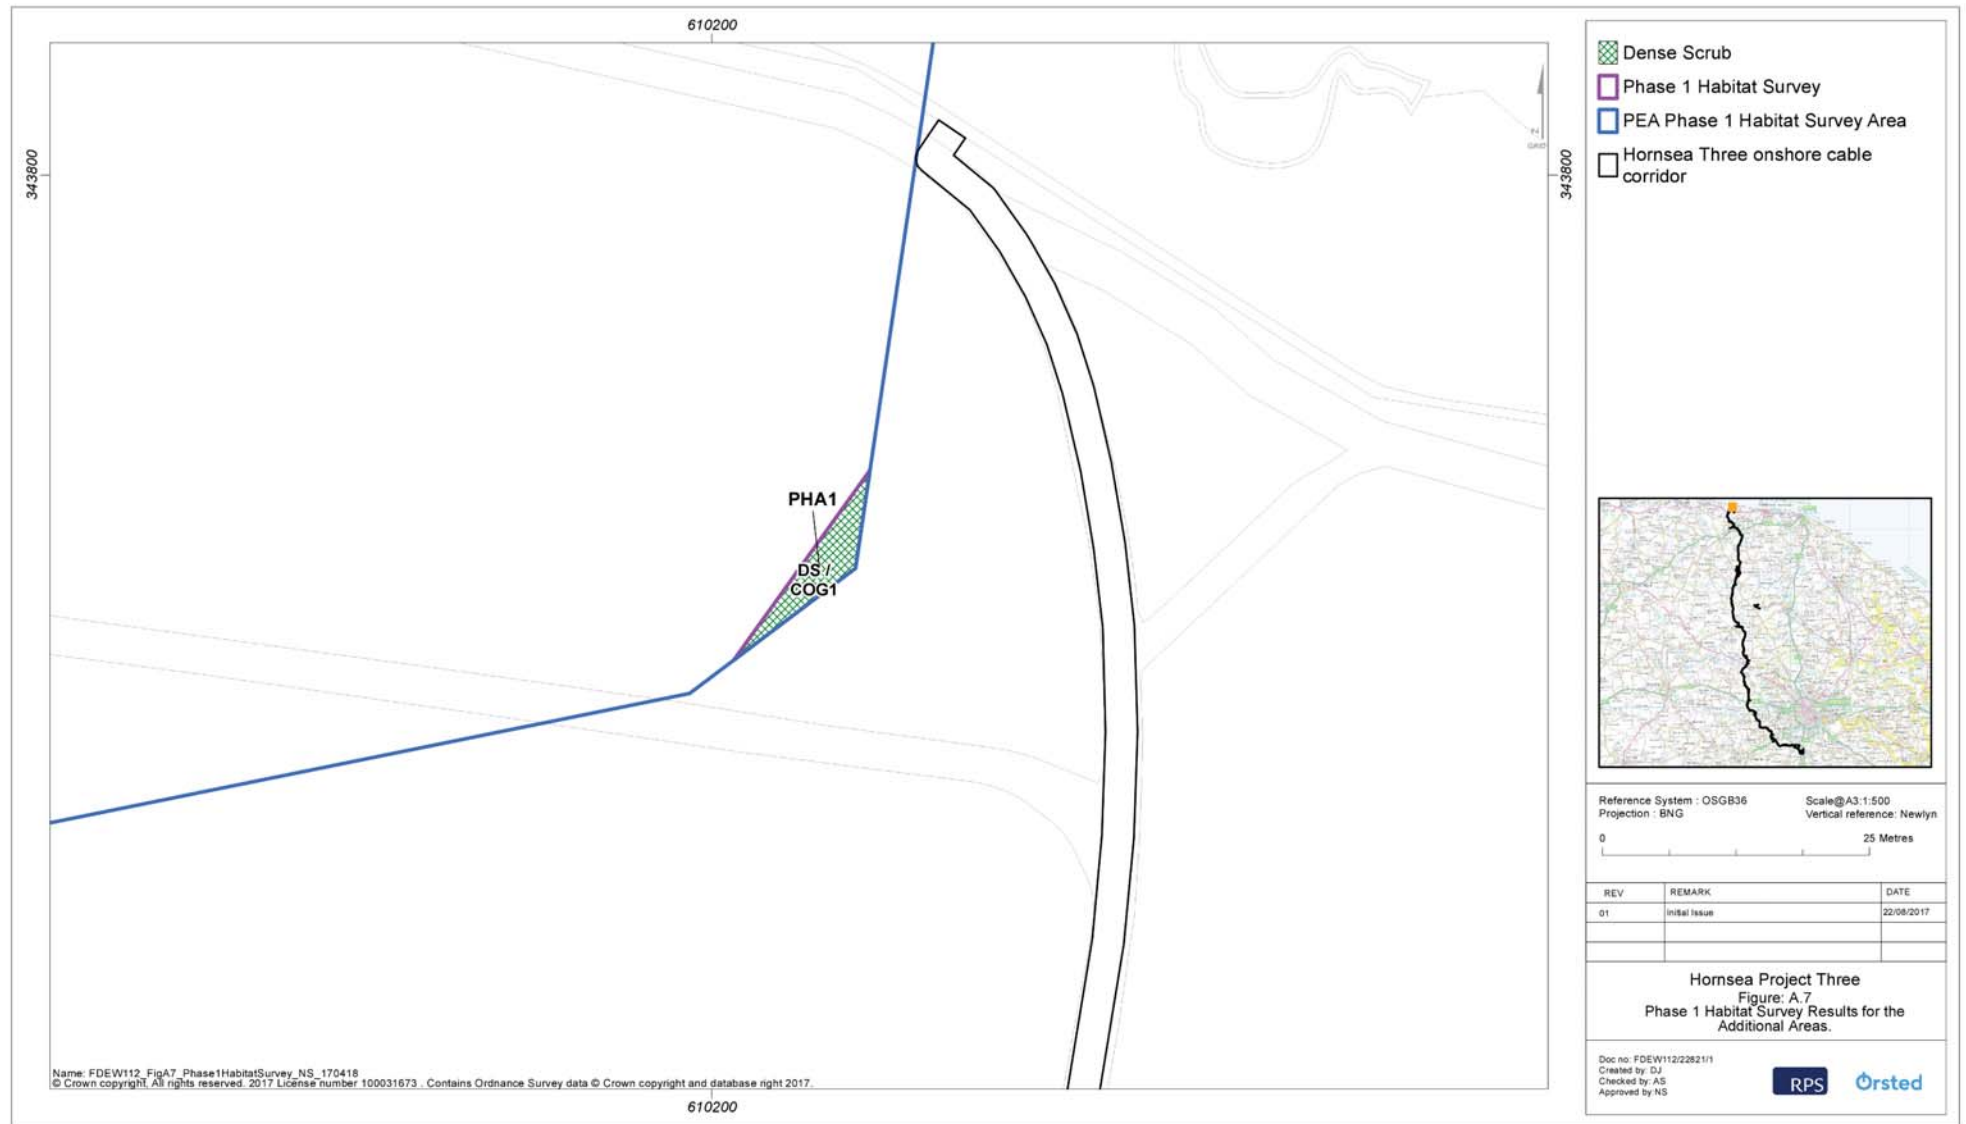 610200
343800
343800
PHA1
DS /
COG1
Name: FDEW112_FigA7_Phase1HabitatSurvey_NS_170418
© Crown copyright, All rights reserved. 2017 License number 100031673 . Contains Ordnance Survey data © Crown copyright and database right 2017.
610200
Dense Scrub
Phase 1 Habitat Survey
PEA Phase 1 Habitat Survey Area
Hornsea Three onshore cable
corridor
Reference System : OSGB36
Projection : BNG
Scale@A3:1:500
Vertical reference: Newlyn
0 25 Metres
REV REMARK DATE
01 Initial Issue 22/08/2017
Hornsea Project Three
Figure: A.7
Phase 1 Habitat Survey Results for the
Additional Areas.
Doc no: FDEW112/22821/1
Created by: DJ
Checked by: AS
Approved by:NS
RPS
Orsted